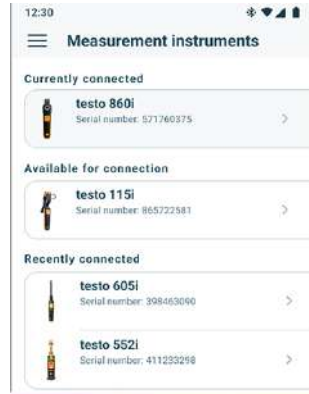 12:30
Measurement instruments
Currently connected
testo 860i
Serial number: 571760375
Available for connection
testo 115i
Serial number: 865722581
Recently connected
testo 605i
Serial number: 398463090
testo 552i
Serial number: 411233298